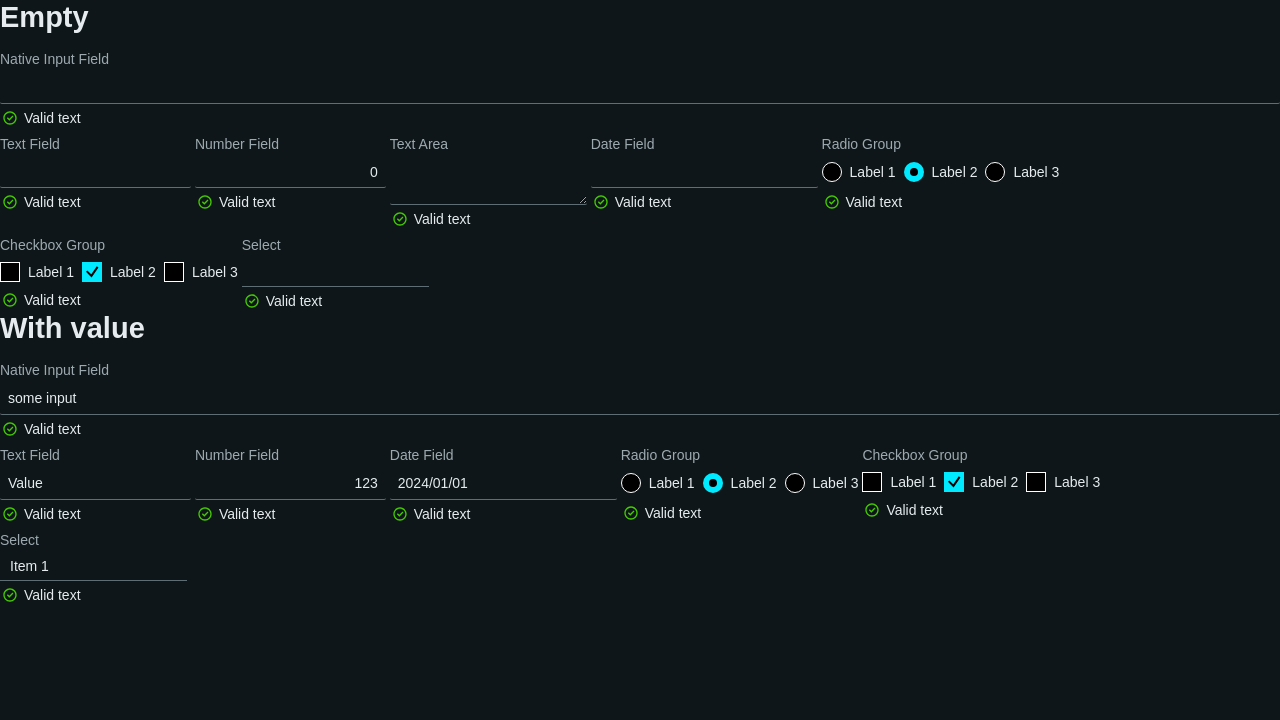 Empty
Native Input Field
Valid text
Text Field Number Field Text Area Date Field Radio Group
0 Label 1 Label 2 Label 3
Valid text Valid text Valid text Valid text
Valid text
Checkbox Group Select
Label 1 Label 2 Label 3
Valid text Valid text
With value
Native Input Field
some input
Valid text
Text Field Number Field Date Field Radio Group Checkbox Group
Value 123 2024/01/01 Label 1 Label 2 Label 3 Label 1 Label 2 Label 3
Valid text Valid text Valid text Valid text Valid text
Select
Item 1
Valid text